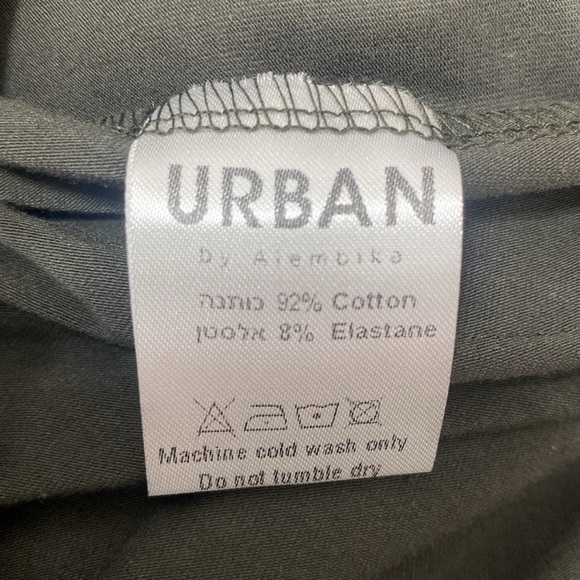 URBAN
by Alembika
כותנה 92% Cotton
אלסטן 8% Elastane
Machine cold wash only
Do not tumble dry